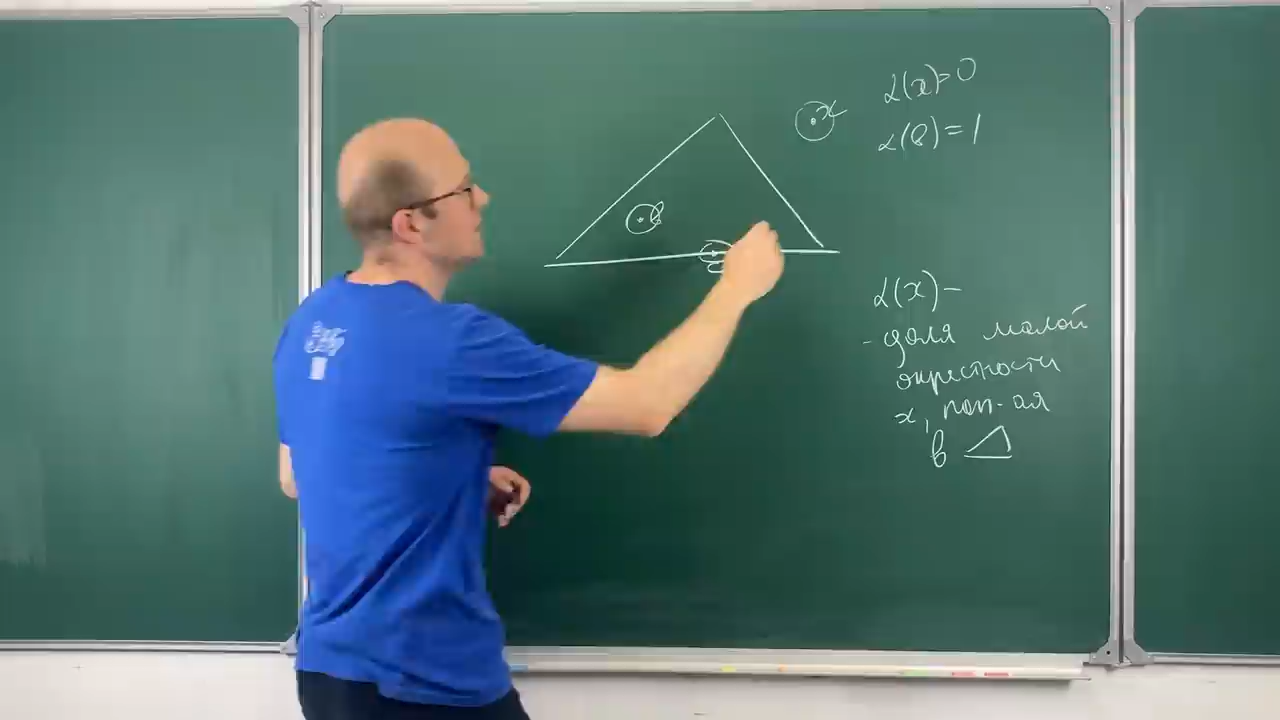 x
α(x)=0
α(B)=1
B
α(x) –
- доля малой
окрестности
x, поп-ая
в △